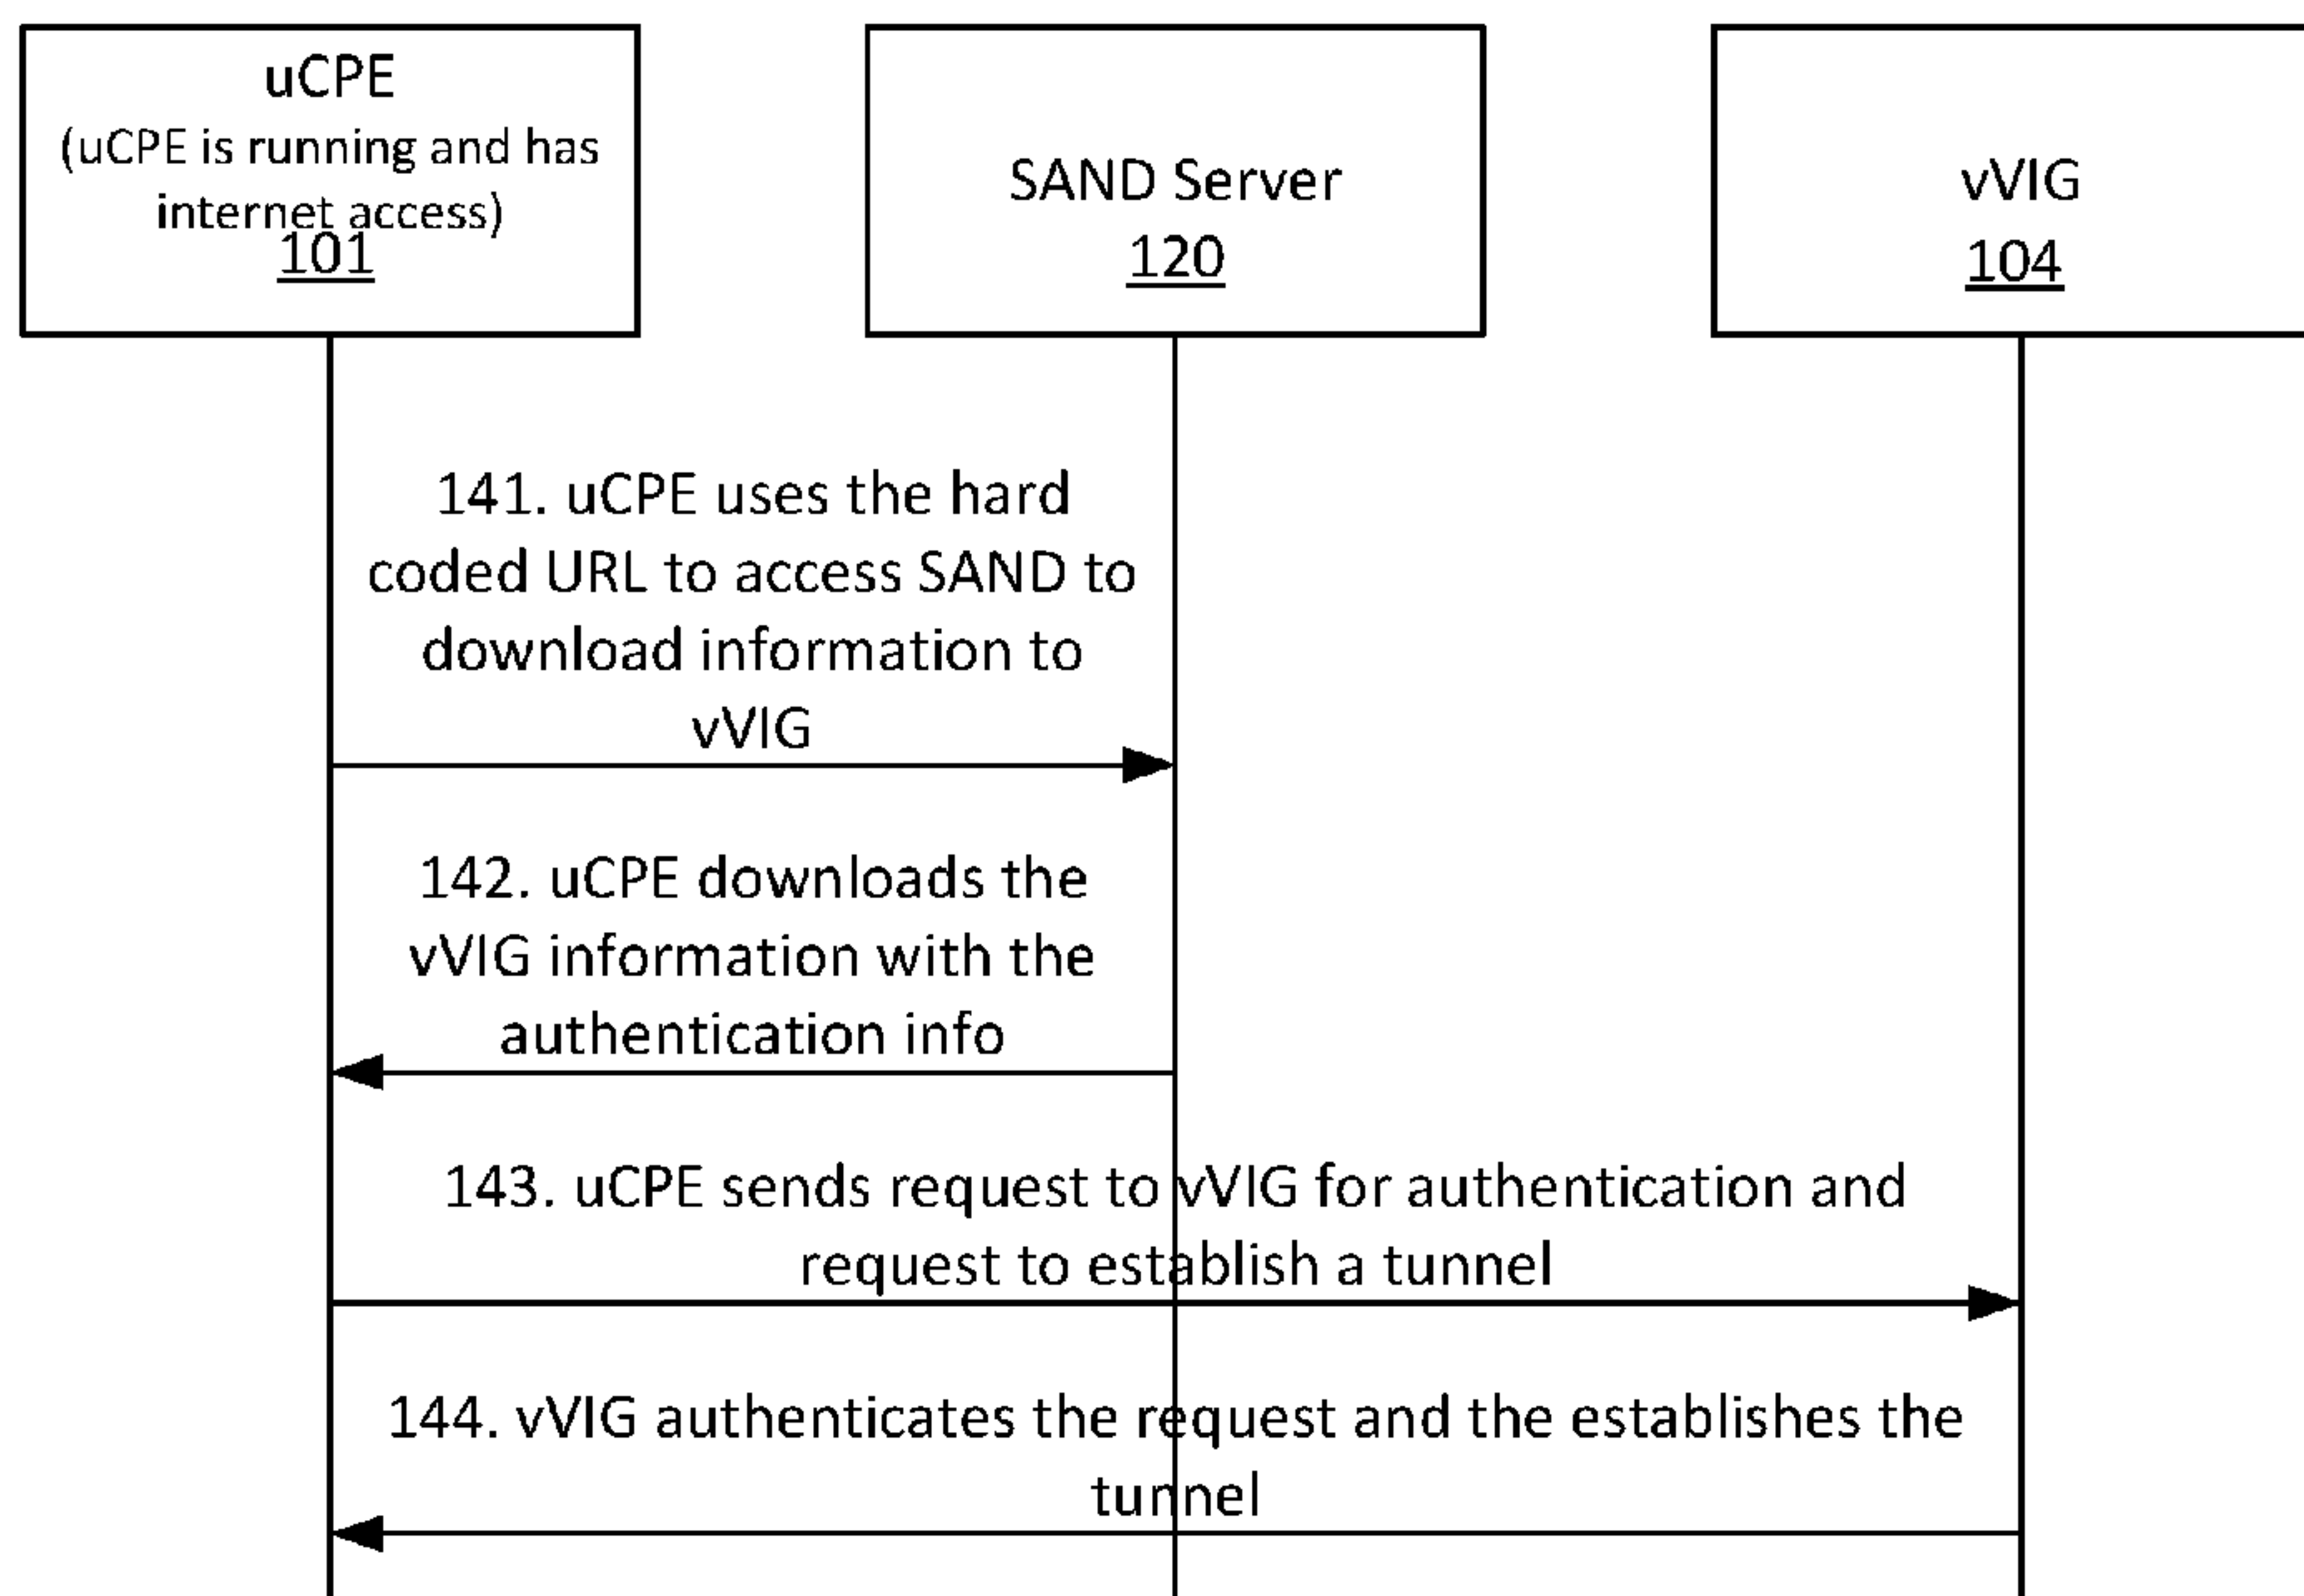 uCPE
(uCPE is running and has
internet access)
101
SAND Server
120
vVIG
104
141. uCPE uses the hard
coded URL to access SAND to
download information to
vVIG
142. uCPE downloads the
vVIG information with the
authentication info
143. uCPE sends request to vVIG for authentication and
request to establish a tunnel
144. vVIG authenticates the request and the establishes the
tunnel